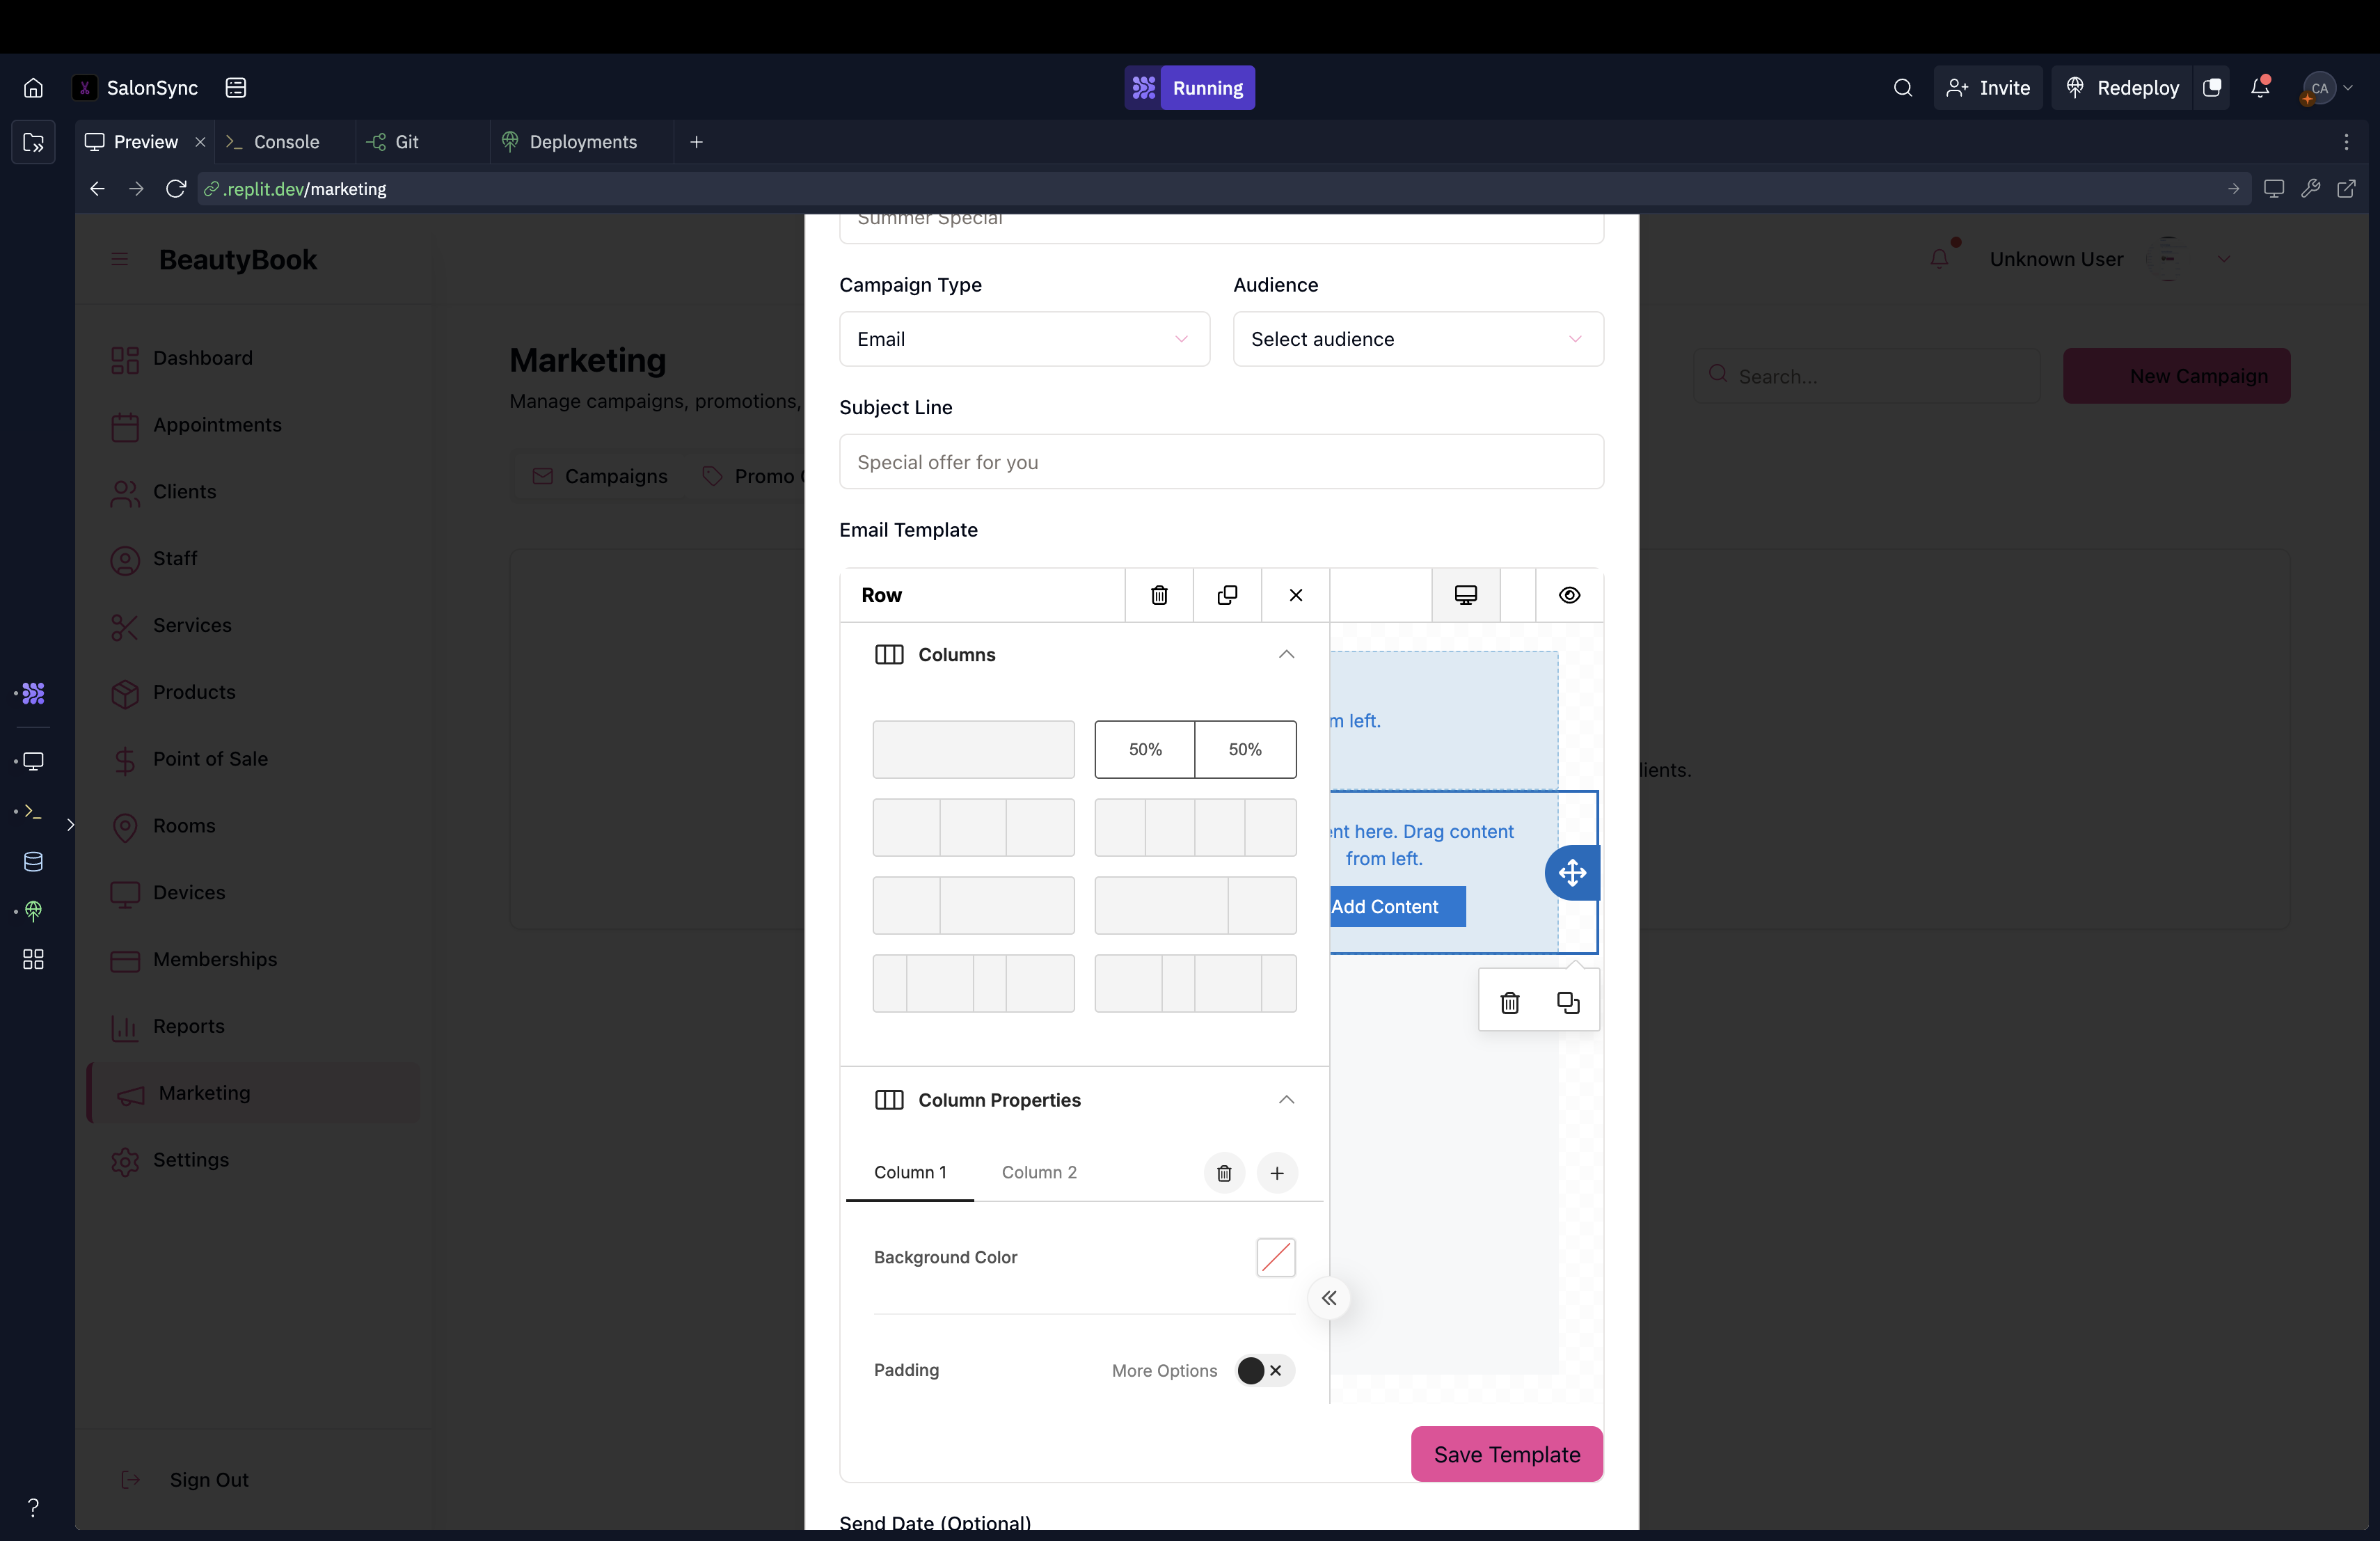 SalonSync
Running
Invite
Redeploy
CA
Preview
Console
Git
Deployments
.replit.dev/marketing
BeautyBook
Unknown User
Dashboard
Appointments
Clients
Staff
Services
Products
Point of Sale
Rooms
Devices
Memberships
Reports
Marketing
Settings
Sign Out
Marketing
Manage campaigns, promotions,
Search...
New Campaign
Campaigns
Promo
lients.
Summer Special
Campaign Type
Audience
Email
Select audience
Subject Line
Special offer for you
Email Template
Row
Columns
50%
50%
m left.
ent here. Drag content
from left.
Add Content
Column Properties
Column 1
Column 2
Background Color
Padding
More Options
Save Template
Send Date (Optional)